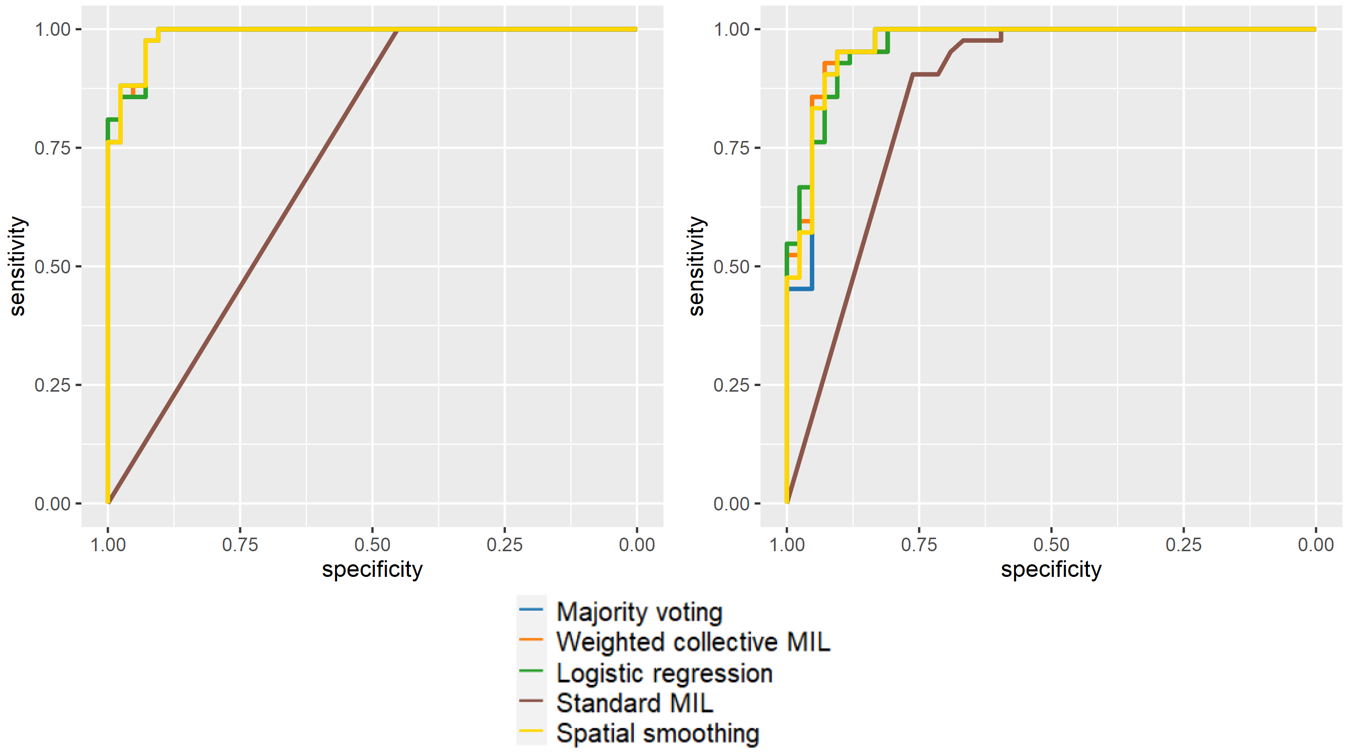 1.00
0.75
0.50
0.25
0.00
sensitivity
1.00 0.75 0.50 0.25 0.00
specificity
1.00
0.75
0.50
0.25
0.00
sensitivity
1.00 0.75 0.50 0.25 0.00
specificity
Majority voting
Weighted collective MIL
Logistic regression
Standard MIL
Spatial smoothing